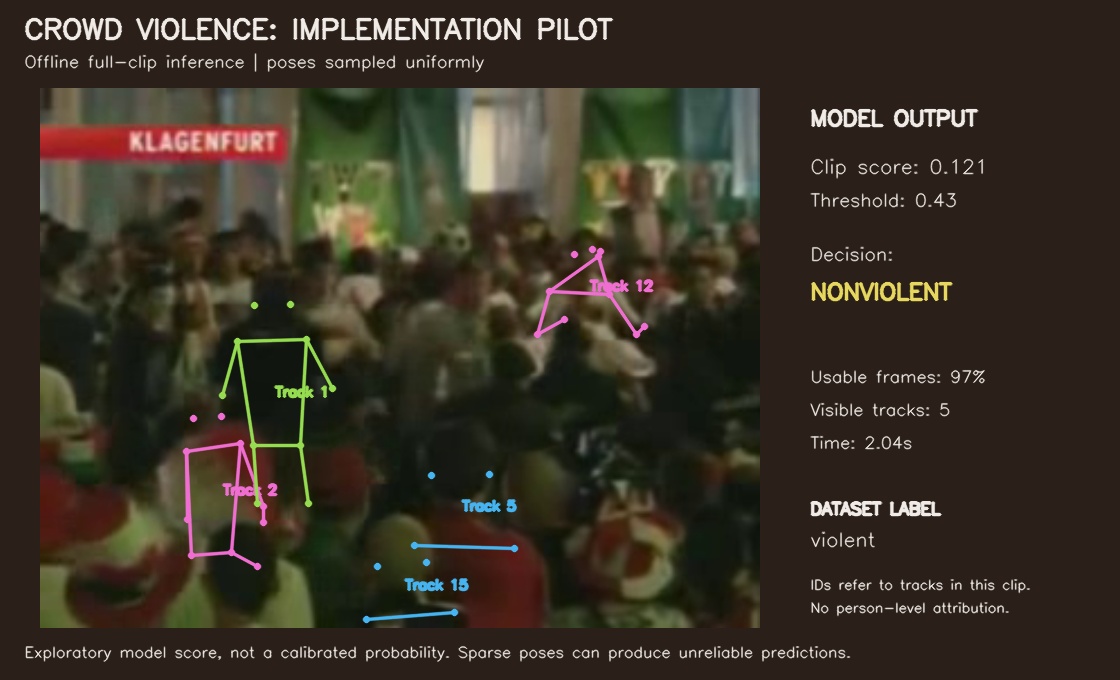 CROWD VIOLENCE: IMPLEMENTATION PILOT
Offline full-clip inference | poses sampled uniformly
KLAGENFURT
MODEL OUTPUT
Clip score: 0.121
Threshold: 0.43
Decision:
NONVIOLENT
Track 12
Track 1
Track 2
Track 5
Track 15
Usable frames: 97%
Visible tracks: 5
Time: 2.04s
DATASET LABEL
violent
IDs refer to tracks in this clip.
No person-level attribution.
Exploratory model score, not a calibrated probability. Sparse poses can produce unreliable predictions.